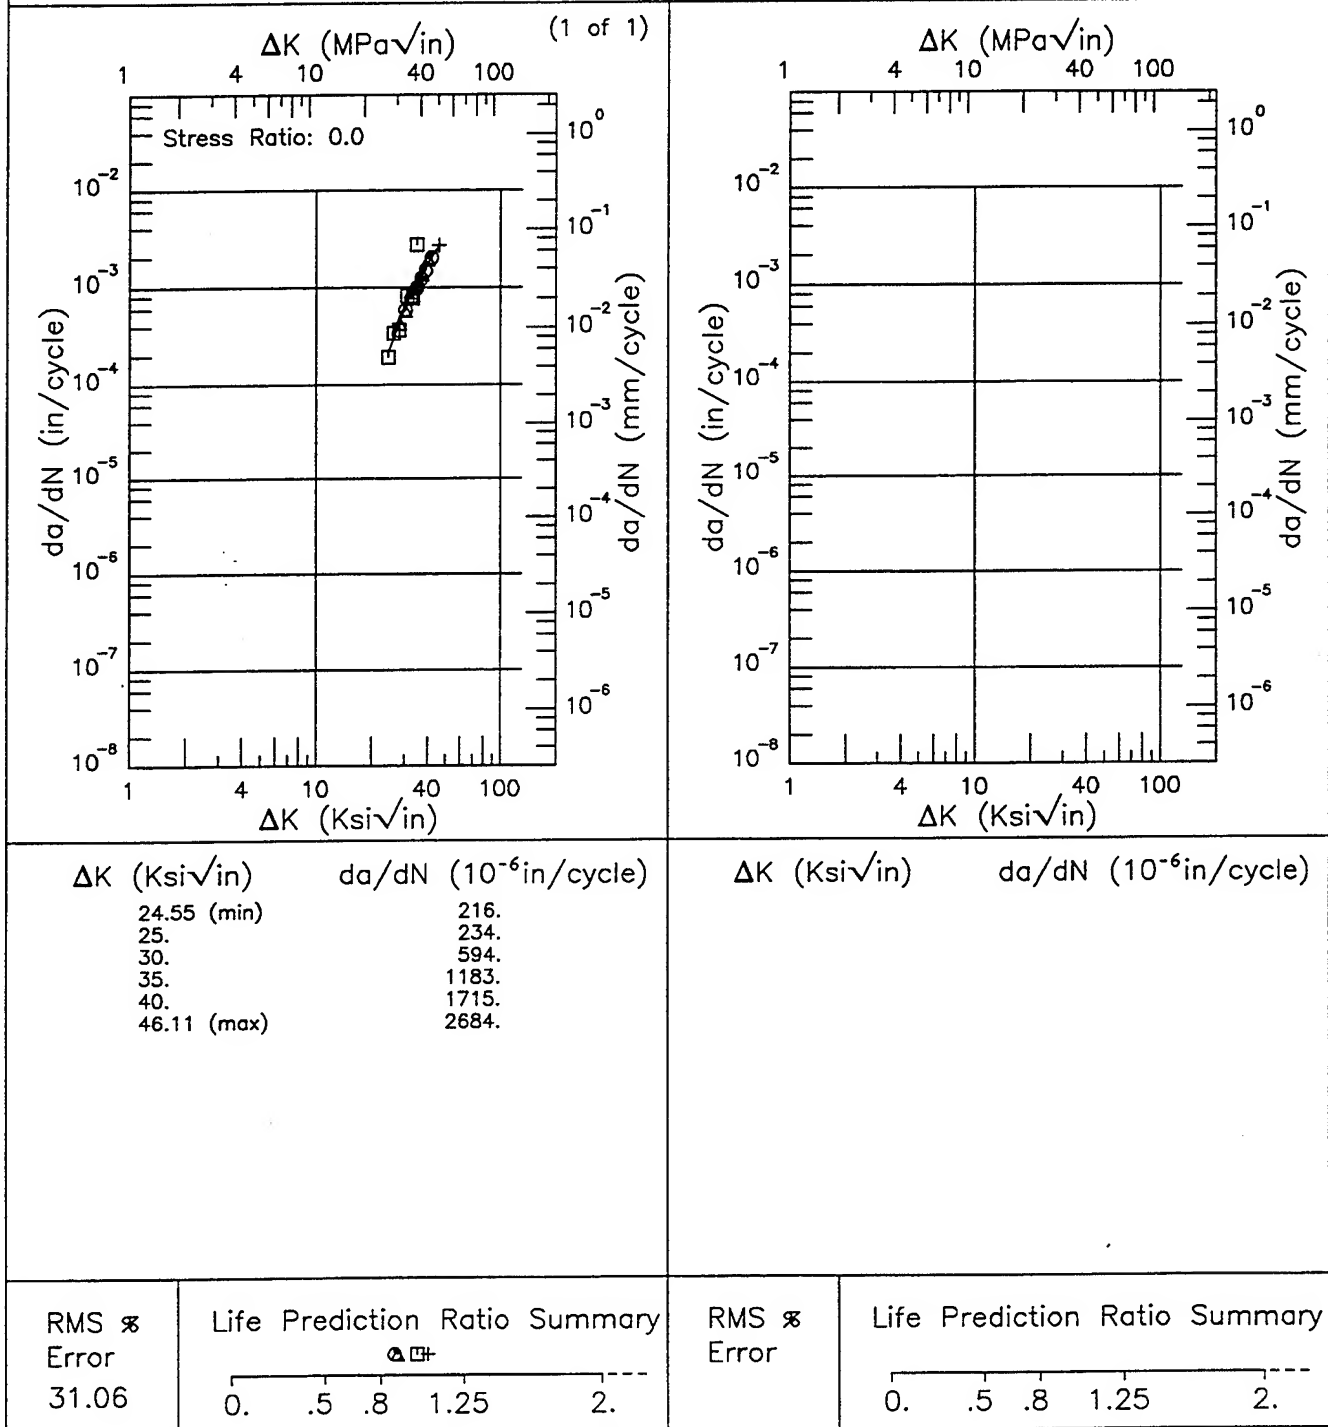 (1 of 1)
ΔK (MPa√in)
1 4 10 40 100
Stress Ratio: 0.0
10⁻²
10⁻³
10⁻⁴
10⁻⁵
10⁻⁶
10⁻⁷
10⁻⁸
da/dN (in/cycle)
10⁰
10⁻¹
10⁻²
10⁻³
10⁻⁴
10⁻⁵
10⁻⁶
da/dN (mm/cycle)
1 4 10 40 100
ΔK (Ksi√in)
ΔK (MPa√in)
1 4 10 40 100
10⁻²
10⁻³
10⁻⁴
10⁻⁵
10⁻⁶
10⁻⁷
10⁻⁸
da/dN (in/cycle)
10⁰
10⁻¹
10⁻²
10⁻³
10⁻⁴
10⁻⁵
10⁻⁶
da/dN (mm/cycle)
1 4 10 40 100
ΔK (Ksi√in)
ΔK (Ksi√in) da/dN (10⁻⁶in/cycle)
24.55 (min) 216.
25. 234.
30. 594.
35. 1183.
40. 1715.
46.11 (max) 2684.
ΔK (Ksi√in) da/dN (10⁻⁶in/cycle)
RMS %
Error
31.06
Life Prediction Ratio Summary
0. .5 .8 1.25 2.
RMS %
Error
Life Prediction Ratio Summary
0. .5 .8 1.25 2.